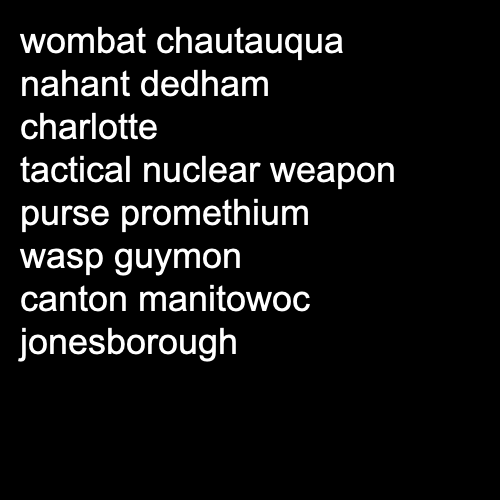 wombat chautauqua
nahant dedham
charlotte
tactical nuclear weapon
purse promethium
wasp guymon
canton manitowoc
jonesborough